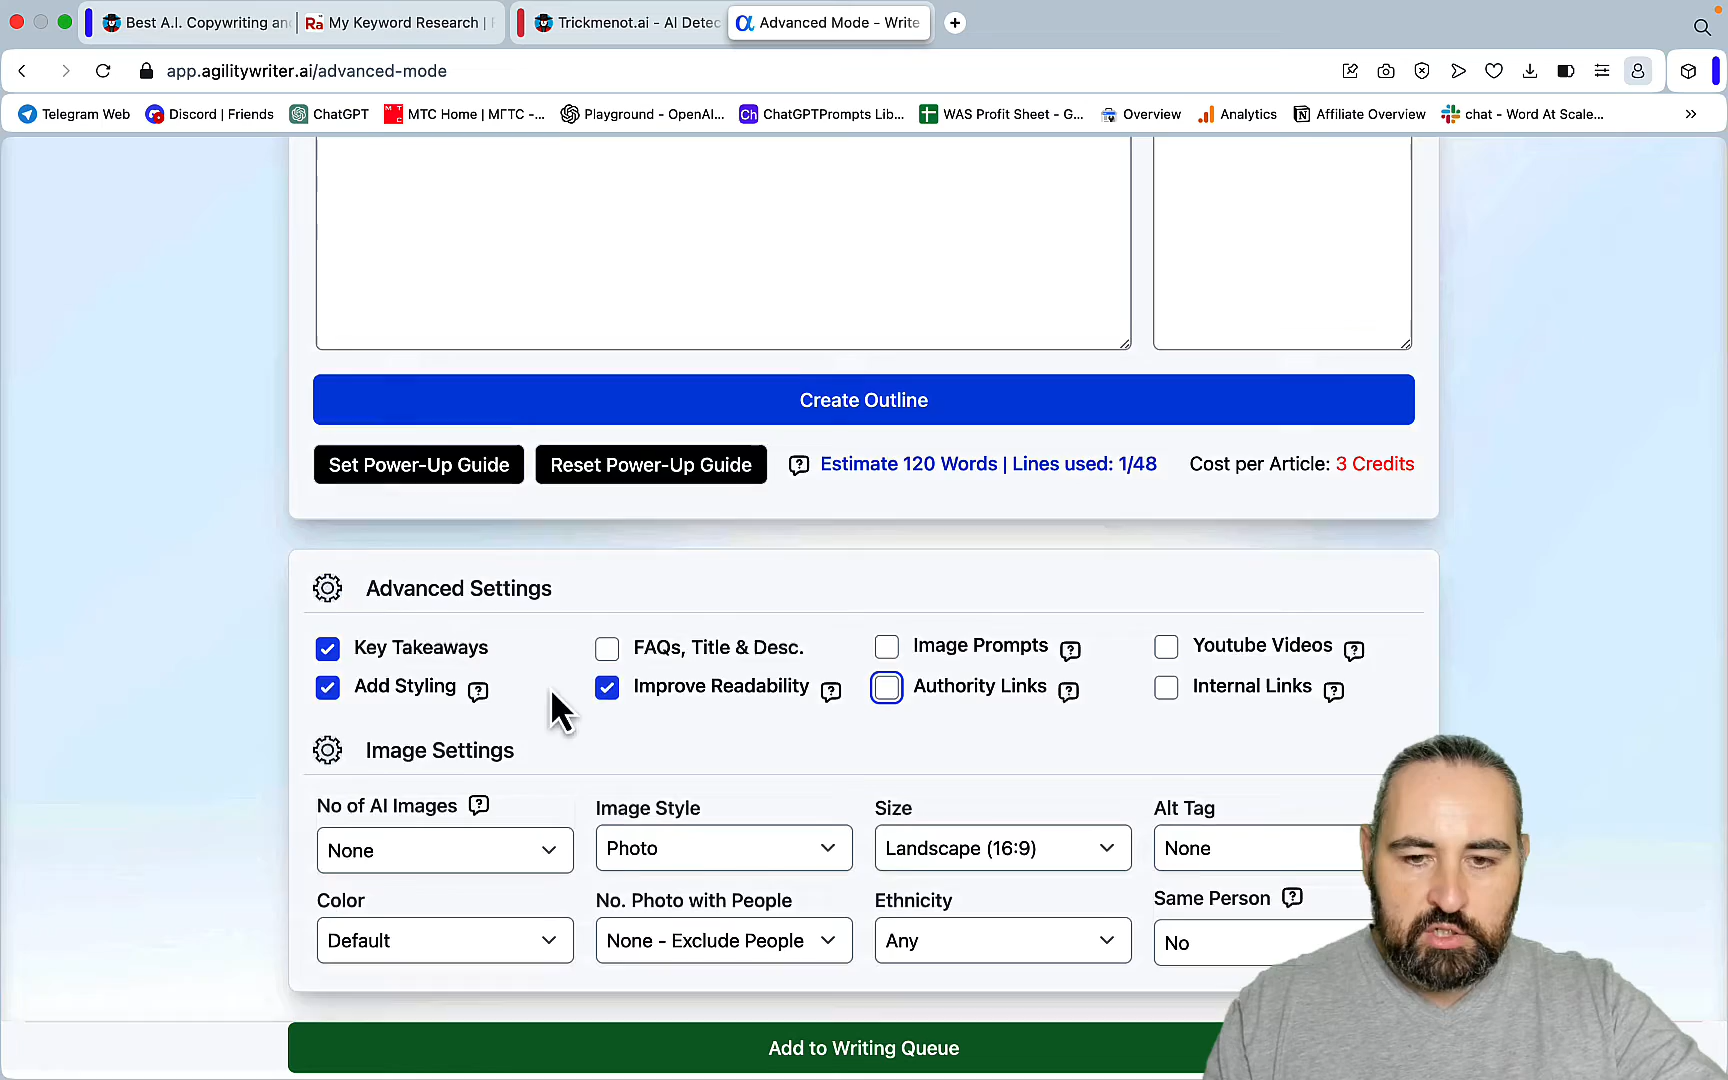 Best A.I. Copywriting an
My Keyword Research |
Trickmenot.ai - AI Detec
Advanced Mode - Write
app.agilitywriter.ai/advanced-mode
Telegram Web
Discord | Friends
ChatGPT
MTC Home | МГТС -...
Playground - OpenAI...
Ch ChatGPTPrompts Lib...
WAS Profit Sheet - G...
Overview
Analytics
Affiliate Overview
chat - Word At Scale...
Create Outline
Set Power-Up Guide
Reset Power-Up Guide
Estimate 120 Words | Lines used: 1/48
Cost per Article: 3 Credits
Advanced Settings
Key Takeaways
FAQs, Title & Desc.
Image Prompts
Youtube Videos
Add Styling
Improve Readability
Authority Links
Internal Links
Image Settings
No of AI Images
Image Style
Size
Alt Tag
None
Photo
Landscape (16:9)
None
Color
No. Photo with People
Ethnicity
Same Person
Default
None - Exclude People
Any
No
Add to Writing Queue